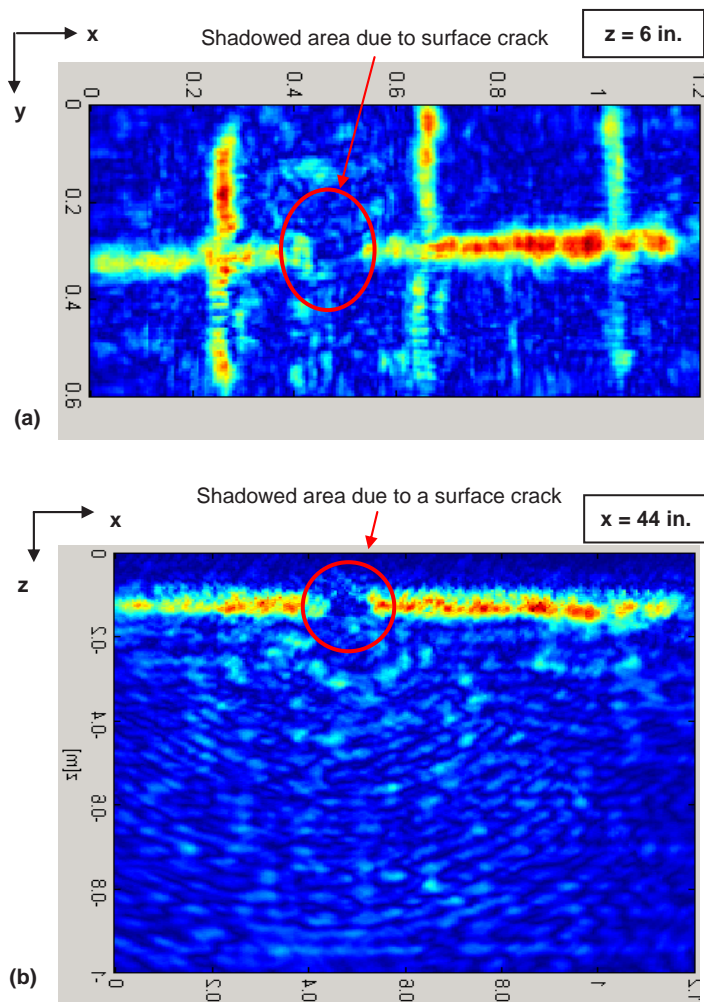 x
y
Shadowed area due to surface crack
z = 6 in.
0
0.2
0.4
0.6
0.8
1
1.2
0
0.2
0.4
0.6
(a)
Shadowed area due to a surface crack
x = 44 in.
x
z
0
-0.2
-0.4
z[m]
-0.6
-0.8
-1
0
0.2
0.4
0.6
0.8
1
1.2
(b)